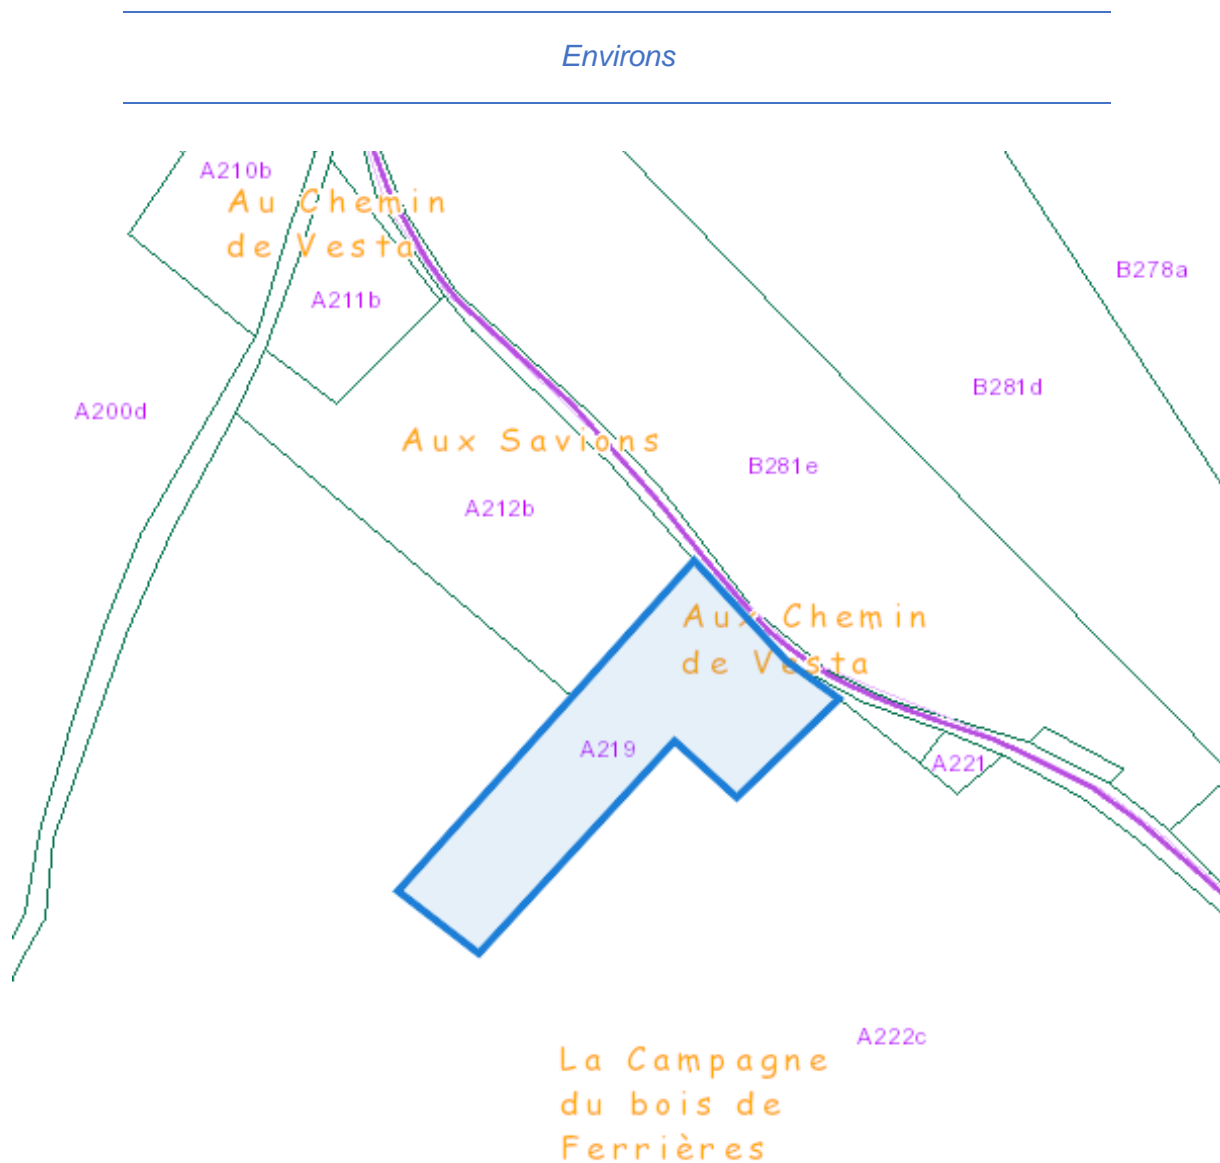 Environs
A210b
Au Chemin
de Vesta
B278a
A211b
B281d
A200d
Aux Savions
B281e
A212b
Aux Chemin
de Vesta
A219
A221
A222c
La Campagne
du bois de
Ferrières